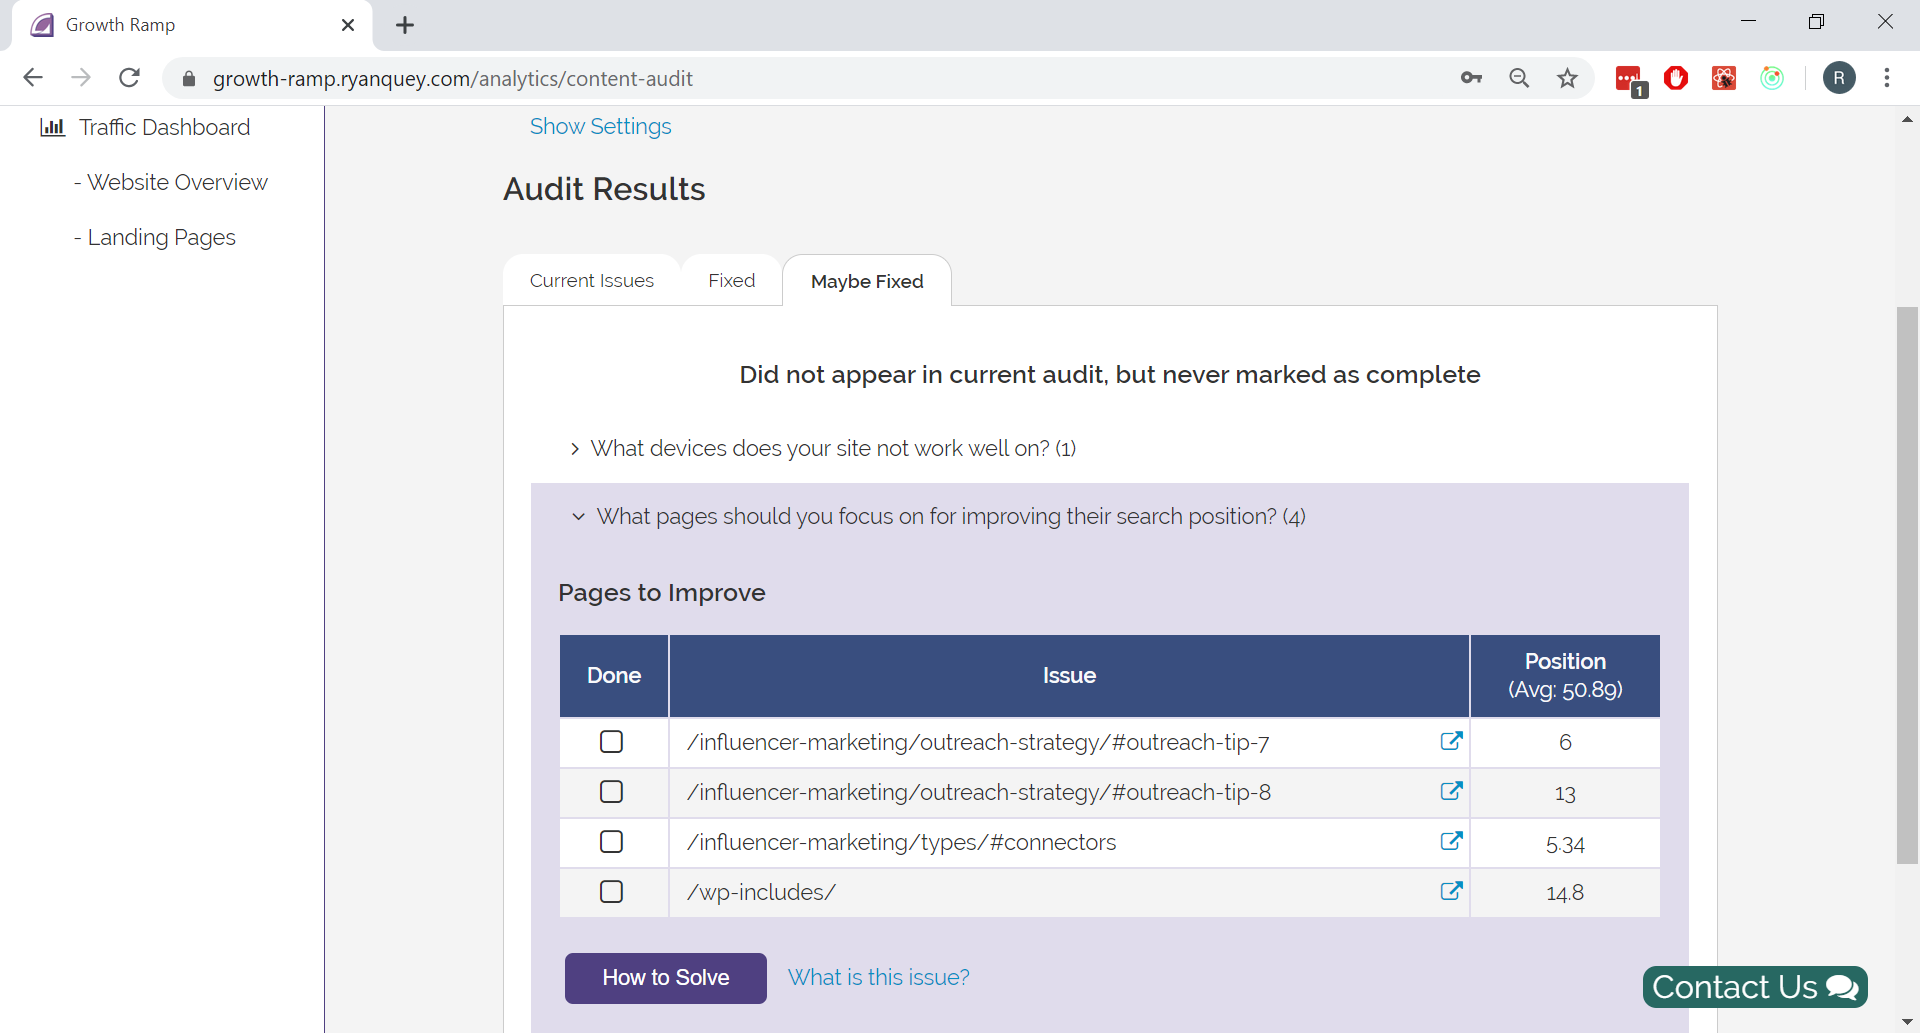 Growth Ramp
growth-ramp.ryanquey.com/analytics/content-audit
1
R
Traffic Dashboard
- Website Overview
- Landing Pages
Show Settings
Audit Results
Current Issues
Fixed
Maybe Fixed
Did not appear in current audit, but never marked as complete
What devices does your site not work well on? (1)
What pages should you focus on for improving their search position? (4)
Pages to Improve
Done
Issue
Position
(Avg: 50.89)
/influencer-marketing/outreach-strategy/#outreach-tip-7
6
/influencer-marketing/outreach-strategy/#outreach-tip-8
13
/influencer-marketing/types/#connectors
5.34
/wp-includes/
14.8
How to Solve
What is this issue?
Contact Us